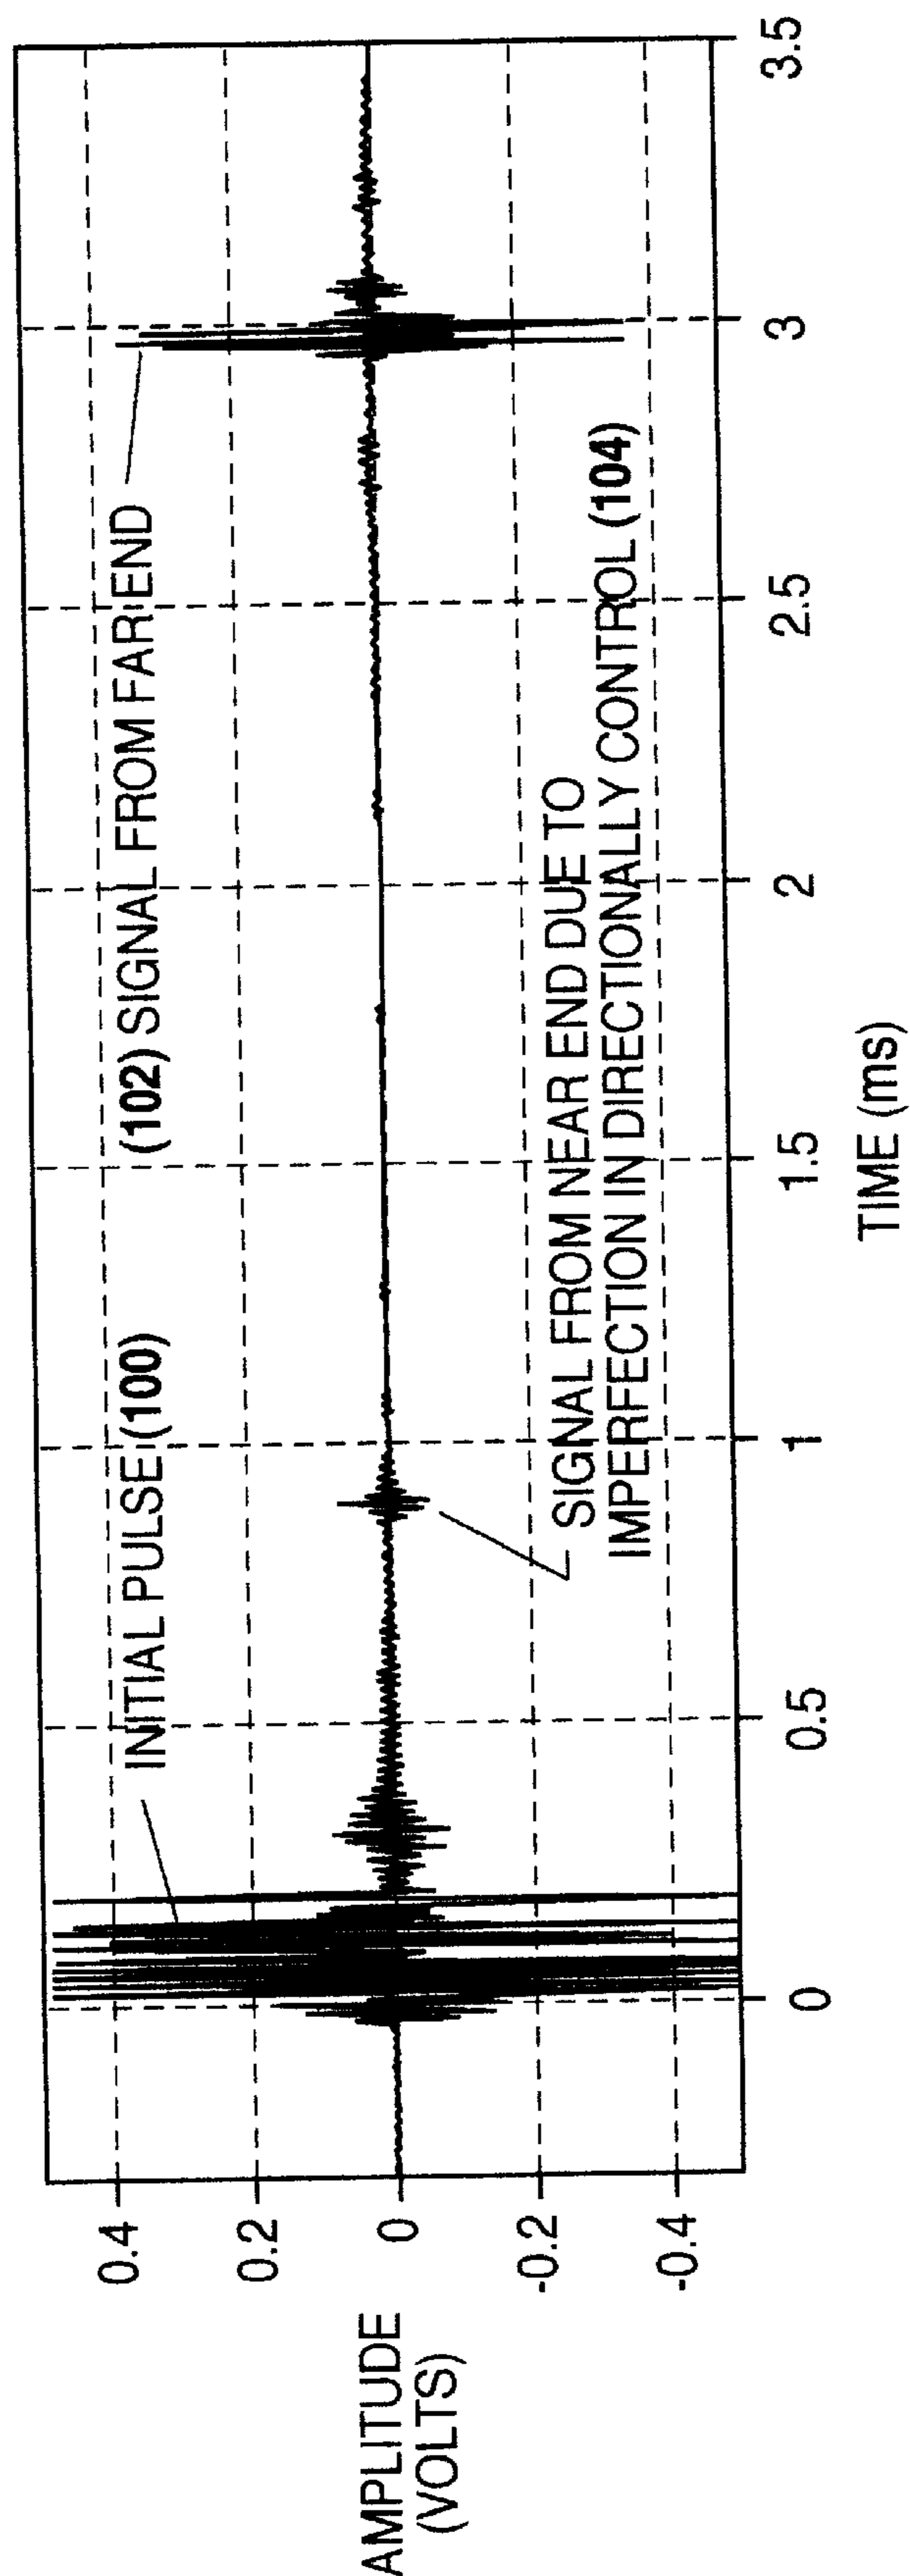 INITIAL PULSE (100)
(102) SIGNAL FROM FAR END
SIGNAL FROM NEAR END DUE TO
IMPERFECTION IN DIRECTIONALLY CONTROL (104)
AMPLITUDE
(VOLTS)
0.4
0.2
0
-0.2
-0.4
0
0.5
1
1.5
2
2.5
3
3.5
TIME (ms)